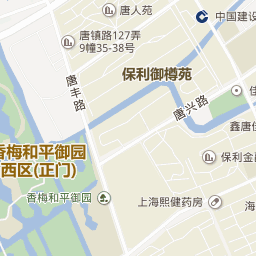 唐人苑
中国建设
唐镇路127弄
9幢35-38号
保利御樽苑
唐丰路
唐兴路
佳
鑫唐
香梅和平御园
西区(正门)
保利金
香梅和平御园
上海熙健药房